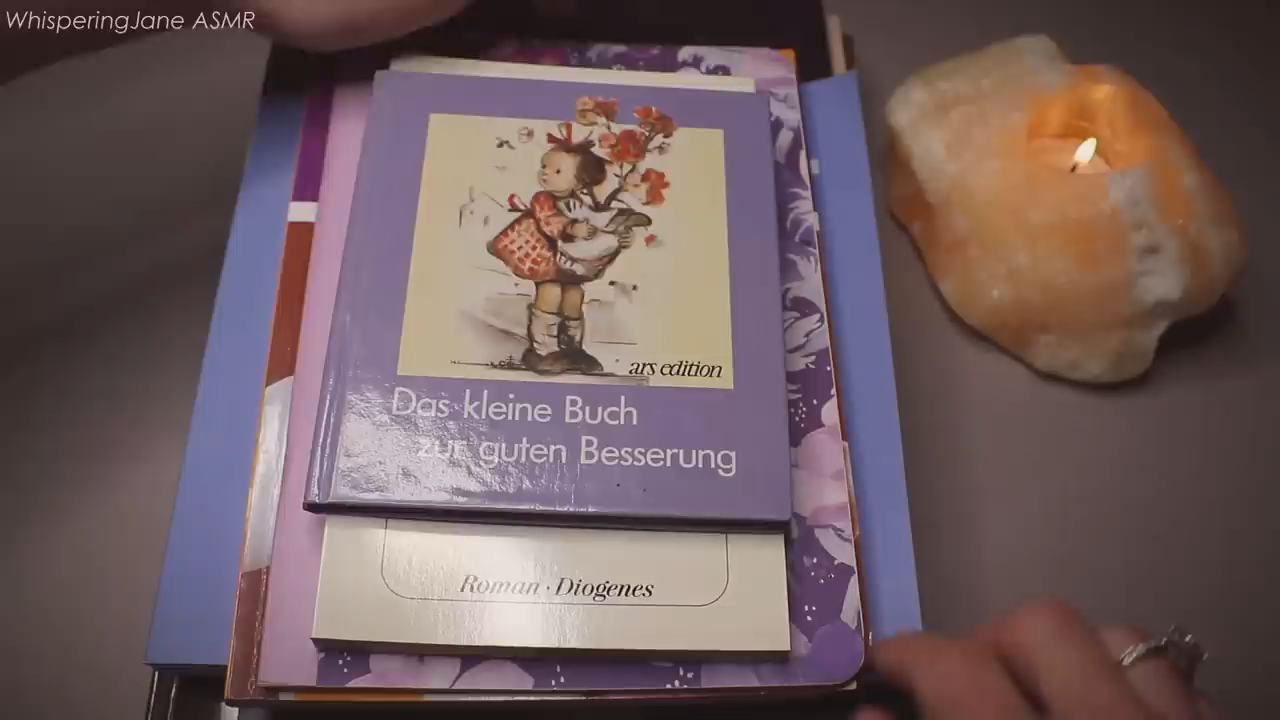 WhisperingJane ASMR
ars edition
Das kleine Buch
zur guten Besserung
Roman · Diogenes